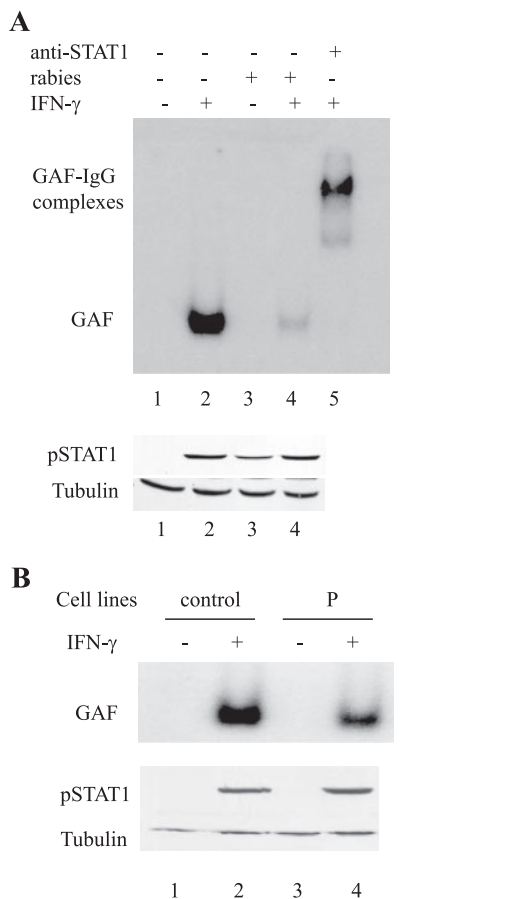 A
anti-STAT1 - - - - +
rabies - - + + -
IFN-γ - + - + +
GAF-IgG
complexes
GAF
1 2 3 4 5
pSTAT1
Tubulin
1 2 3 4
B
Cell lines control P
IFN-γ - + - +
GAF
pSTAT1
Tubulin
1 2 3 4